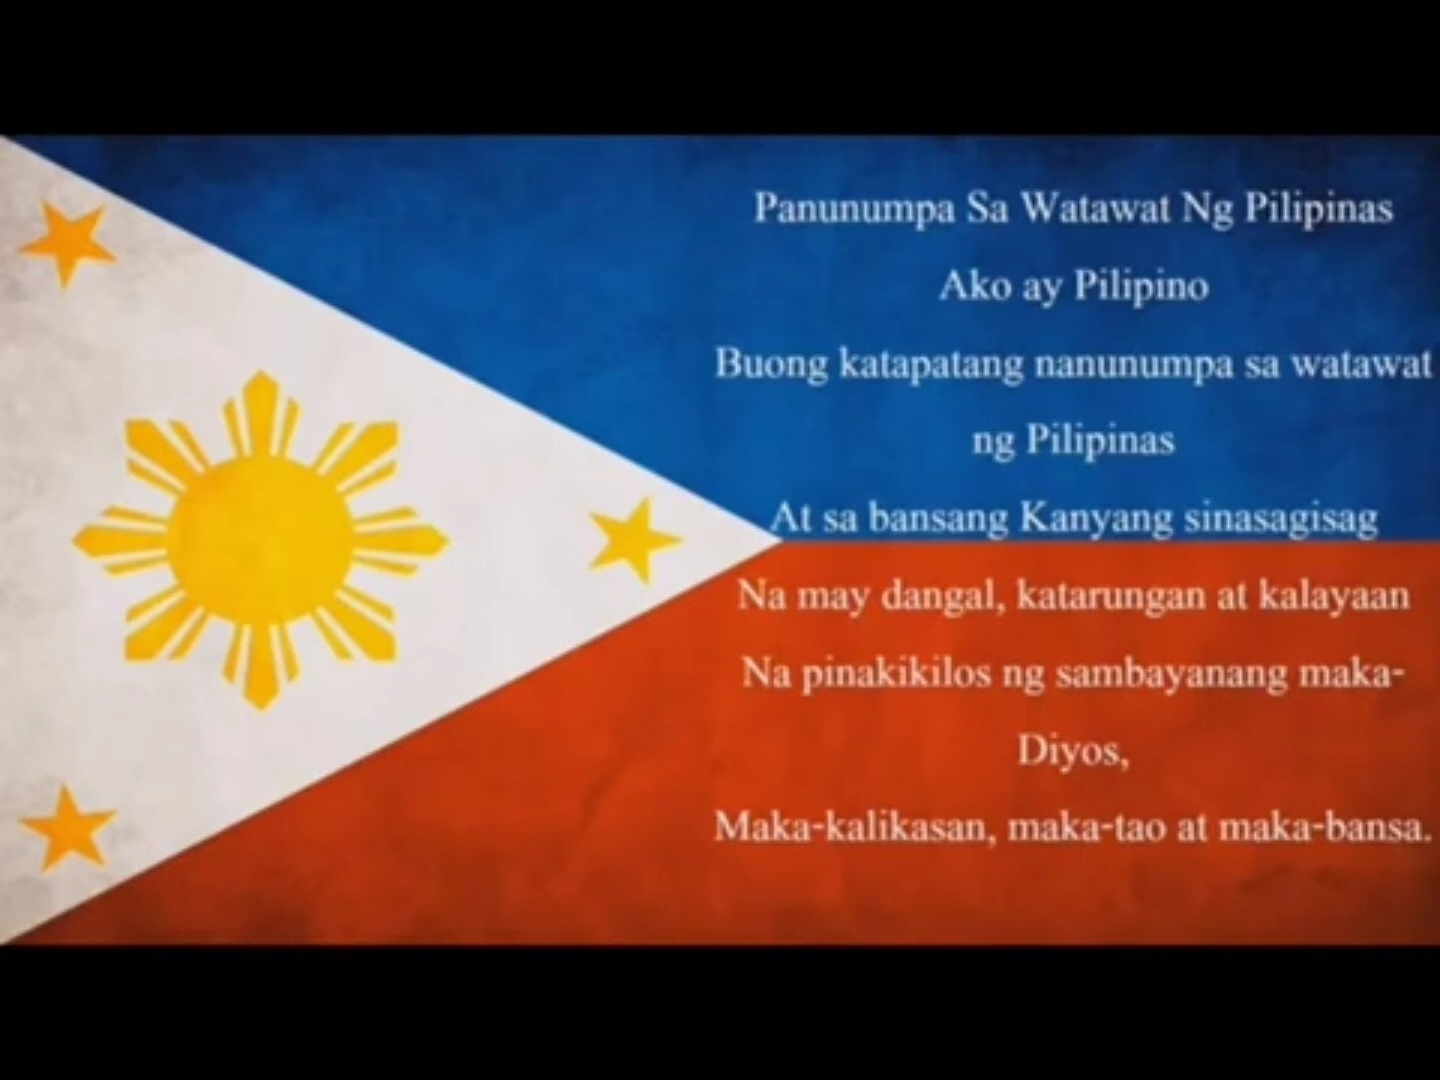 Panunumpa Sa Watawat Ng Pilipinas
Ako ay Pilipino
Buong katapatang nanunumpa sa watawat
ng Pilipinas
At sa bansang Kanyang sinasagisag
Na may dangal, katarungan at kalayaan
Na pinakikilos ng sambayanang maka-
Diyos,
Maka-kalikasan, maka-tao at maka-bansa.